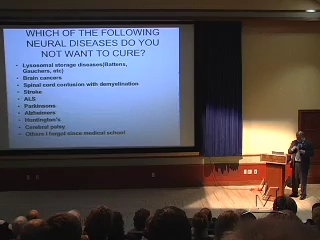 WHICH OF THE FOLLOWING
NEURAL DISEASES DO YOU
NOT WANT TO CURE?
• Lysosomal storage diseases(Battens,
Gauchers, etc)
• Brain cancers
• Spinal cord contusion with demyelination
• Stroke
• ALS
• Parkinsons
• Alzheimers
• Huntington's
• Cerebral palsy
• Others I forgot since medical school